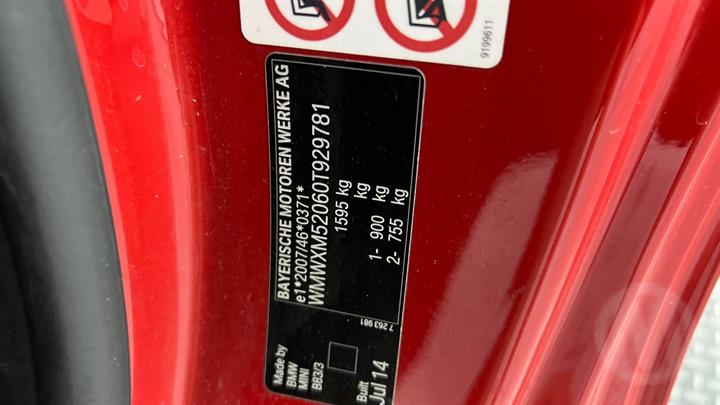 9199611
BAYERISCHE MOTOREN WERKE AG
e1*2007/46*0371*
WMWXM52060T929781
1595 kg
kg
1- 900 kg
2- 755 kg
7 263 981
Made by
BMW
MINI
BB3/3
Built
Jul 14